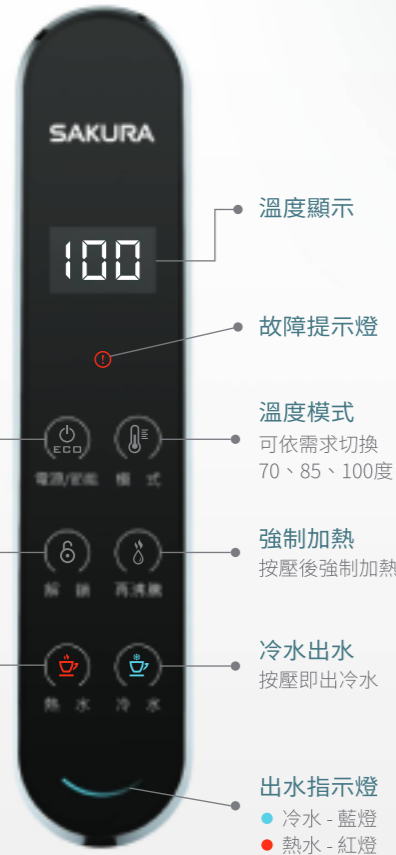 SAKURA
100
溫度顯示
故障提示燈
溫度模式
可依需求切換
70、85、100度
ECO
電源/節能
模 式
強制加熱
按壓後強制加熱
解 鎖
再沸騰
冷水出水
按壓即出冷水
熱 水
冷 水
出水指示燈
冷水 - 藍燈
熱水 - 紅燈